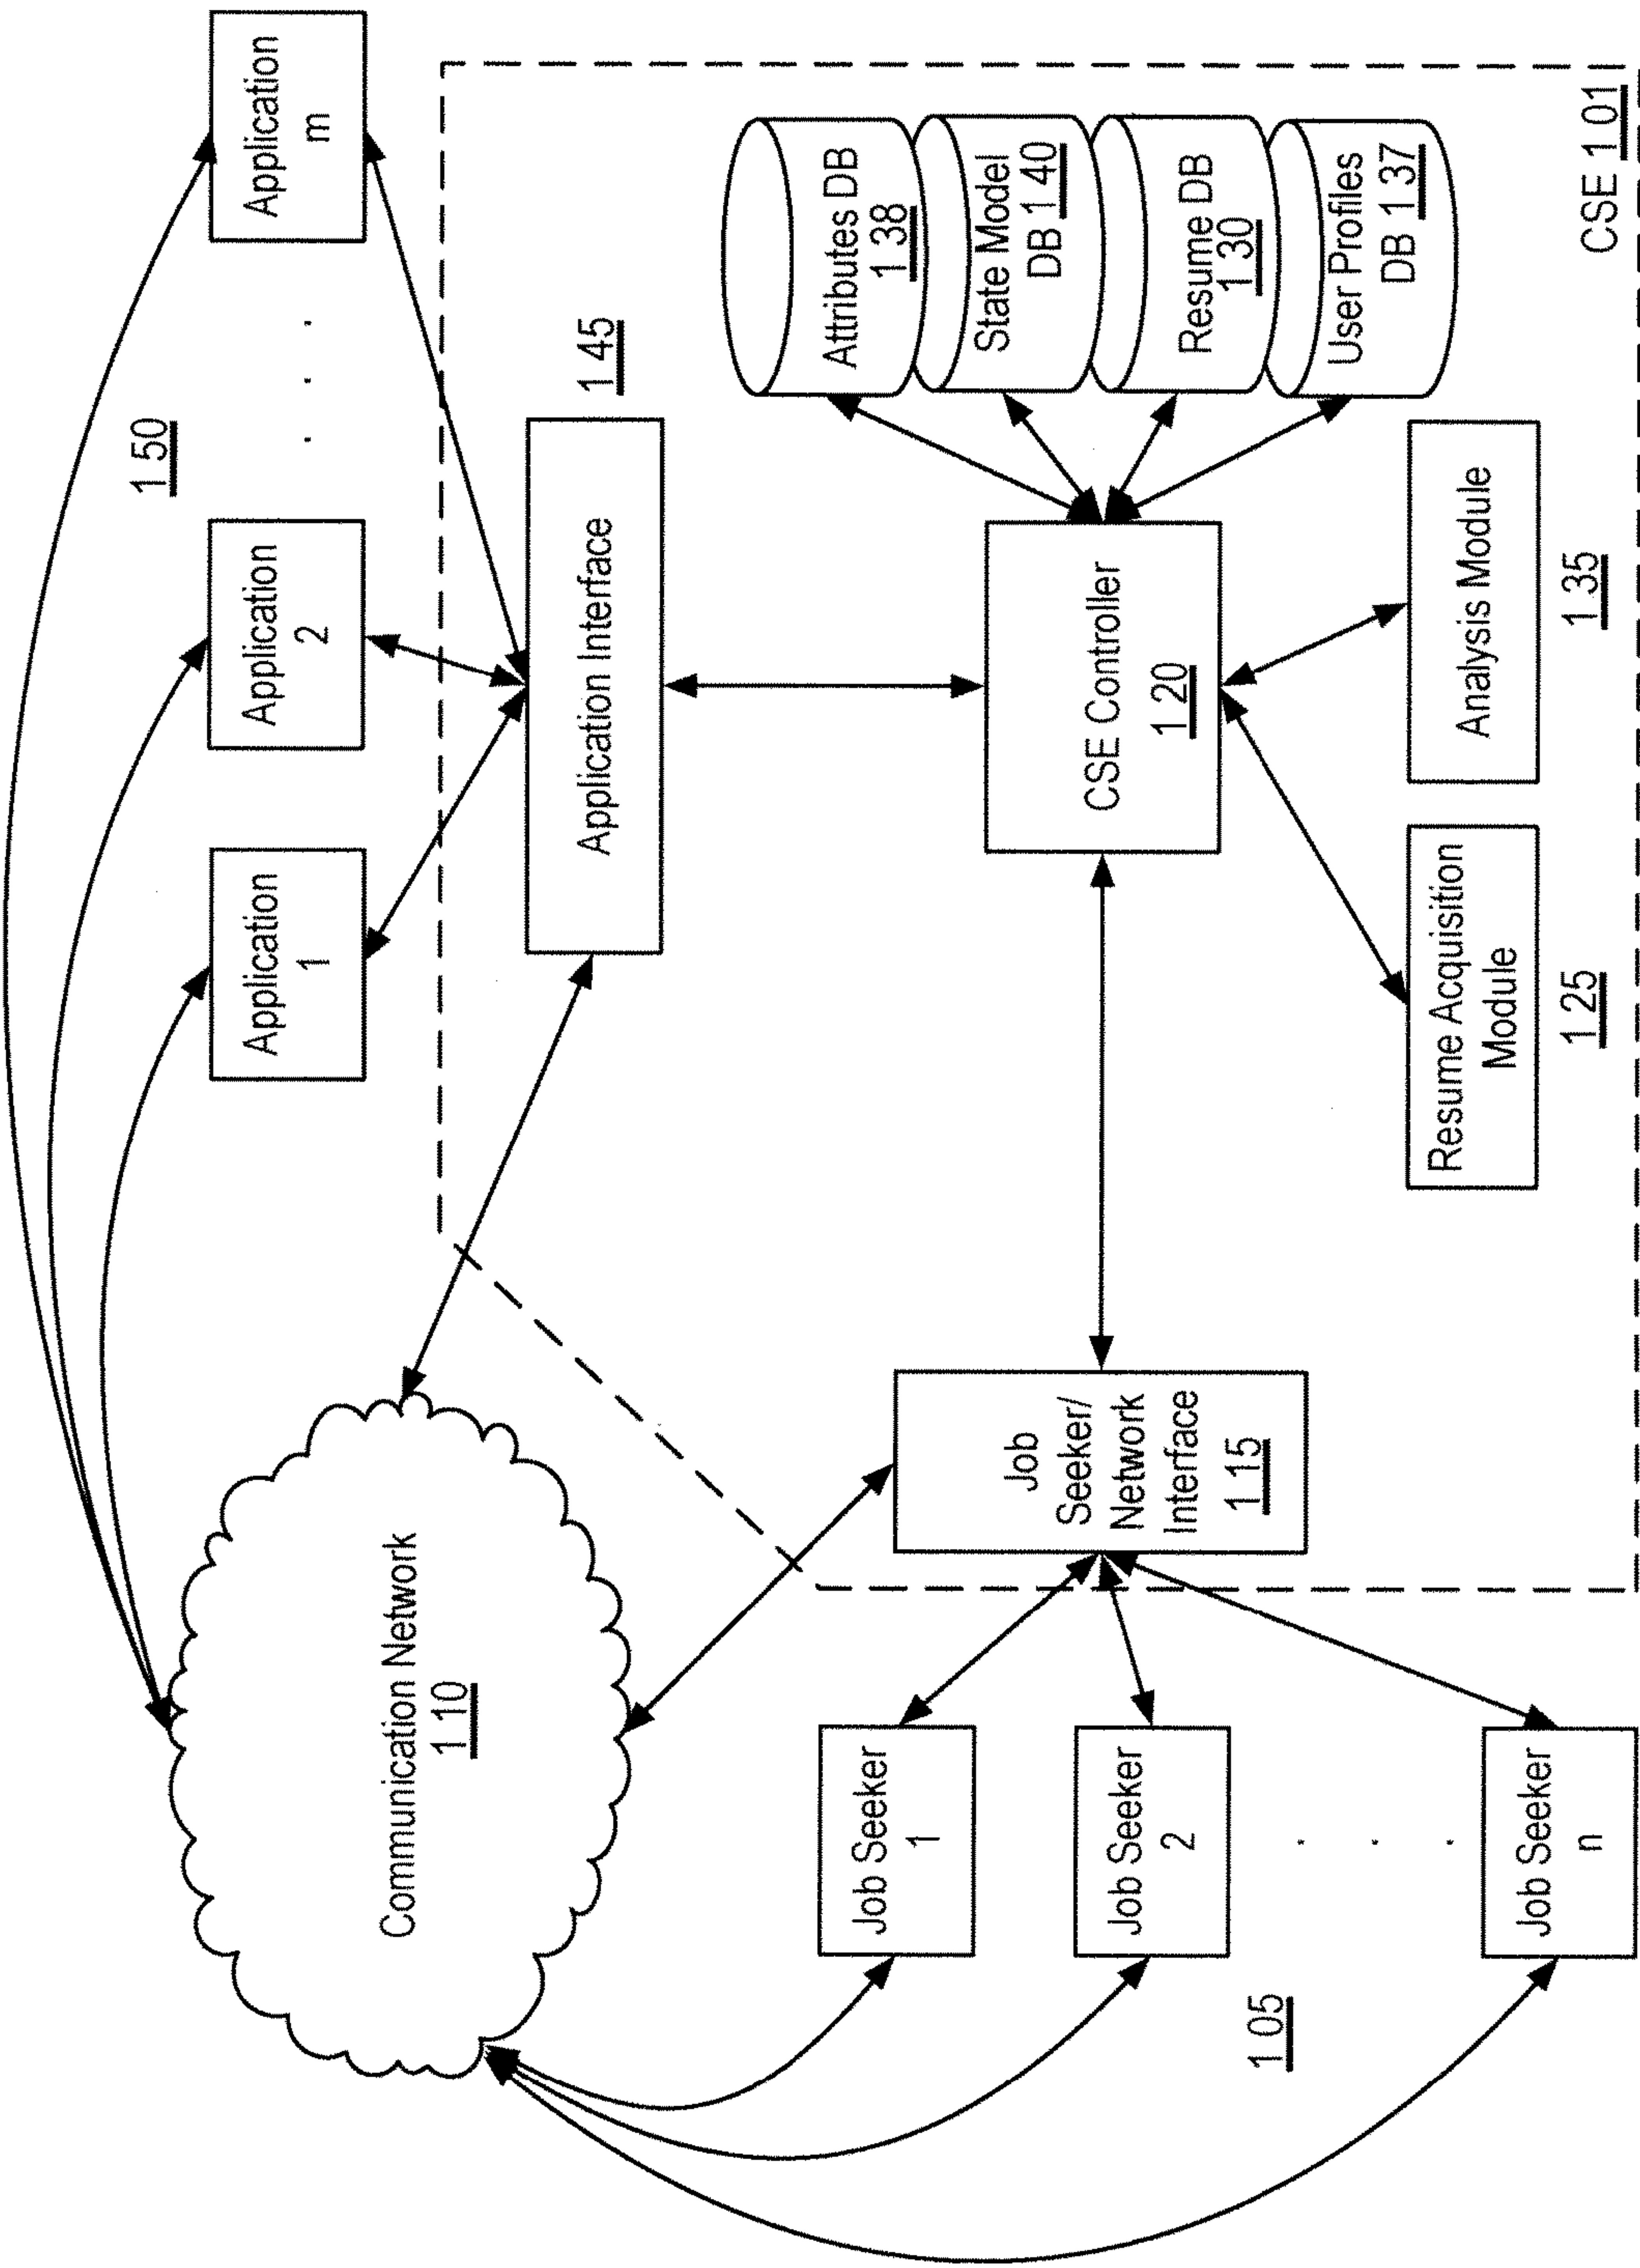 150
Application
1
Application
2
Application
m
. . .
Communication Network
110
Application Interface
145
Job Seeker
1
Job Seeker
2
. . .
Job Seeker
n
105
Job
Seeker/
Network
Interface
115
CSE Controller
120
Attributes DB
138
State Model
DB 140
Resume DB
130
User Profiles
DB 137
Resume Acquisition
Module
125
Analysis Module
135
CSE 101